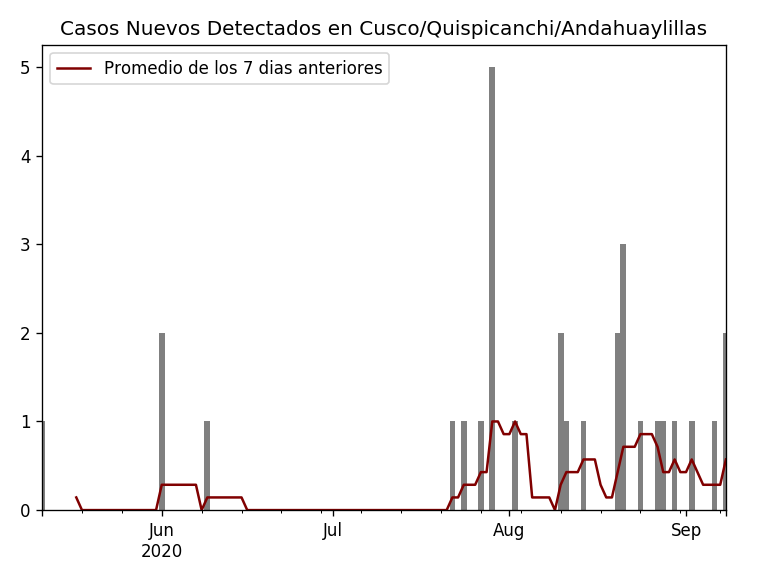 Casos Nuevos Detectados en Cusco/Quispicanchi/Andahuaylillas
Promedio de los 7 dias anteriores
5
4
3
2
1
0
Jun
2020
Jul
Aug
Sep